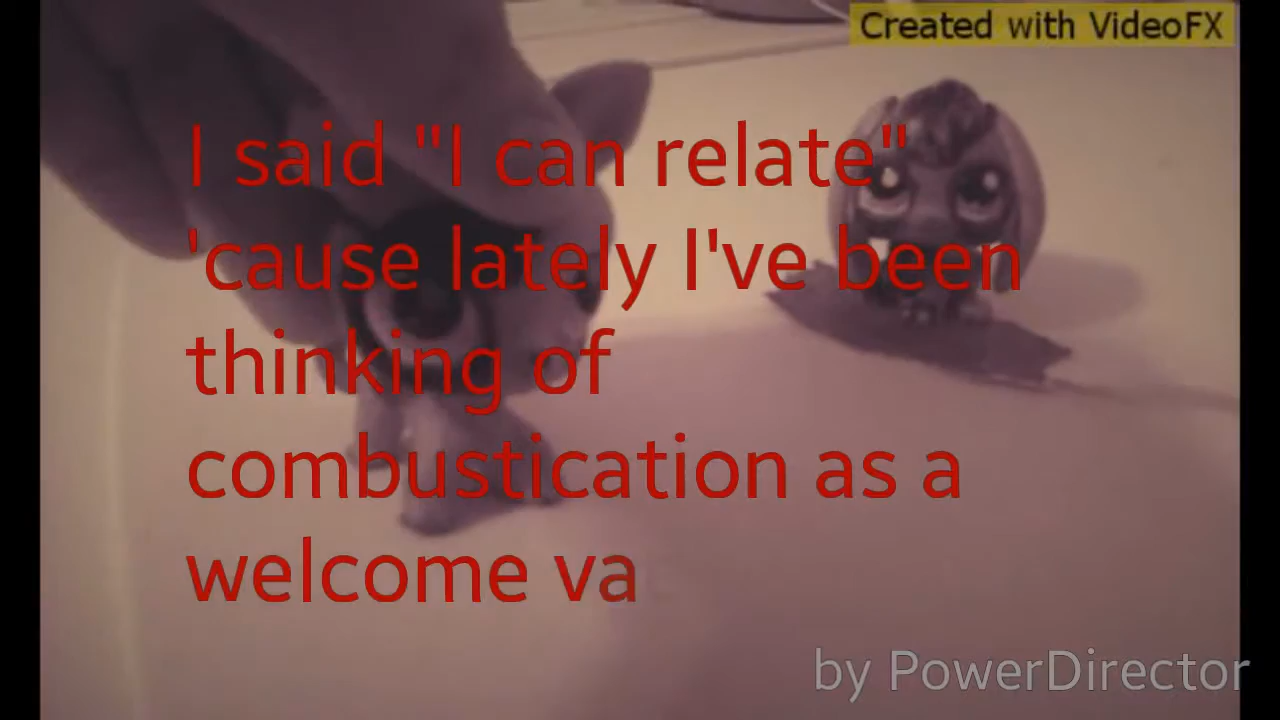 Created with VideoFX
I said "I can relate"
'cause lately I've been
thinking of
combustication as a
welcome va
by PowerDirector